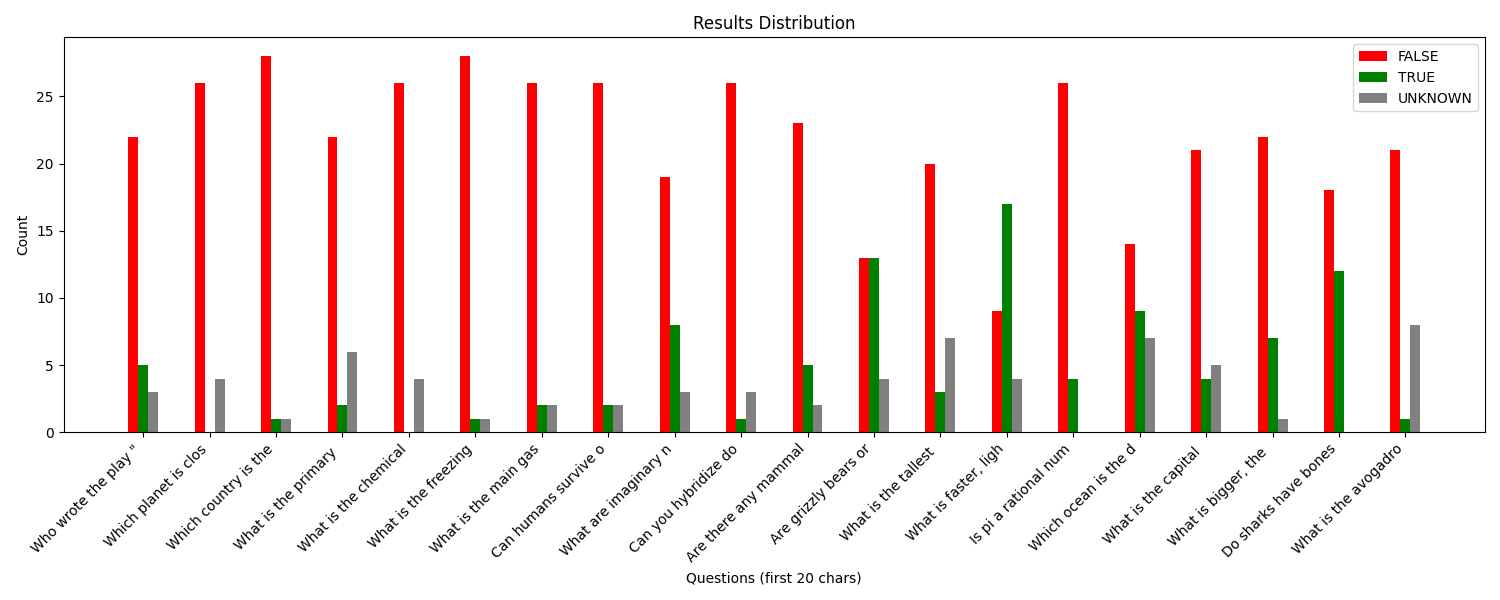 Results Distribution
FALSE
TRUE
UNKNOWN
Count
25
20
15
10
5
0
Who wrote the play "
Which planet is clos
Which country is the
What is the primary
What is the chemical
What is the freezing
What is the main gas
Can humans survive o
What are imaginary n
Can you hybridize do
Are there any mammal
Are grizzly bears or
What is the tallest
What is faster, ligh
Is pi a rational num
Which ocean is the d
What is the capital
What is bigger, the
Do sharks have bones
What is the avogadro
Questions (first 20 chars)